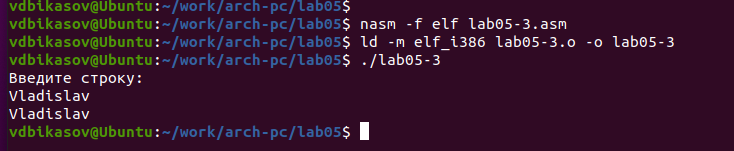 vdbikasov@Ubuntu:~/work/arch-pc/lab05$
vdbikasov@Ubuntu:~/work/arch-pc/lab05$ nasm -f elf lab05-3.asm
vdbikasov@Ubuntu:~/work/arch-pc/lab05$ ld -m elf_i386 lab05-3.o -o lab05-3
vdbikasov@Ubuntu:~/work/arch-pc/lab05$ ./lab05-3
Введите строку:
Vladislav
Vladislav
vdbikasov@Ubuntu:~/work/arch-pc/lab05$